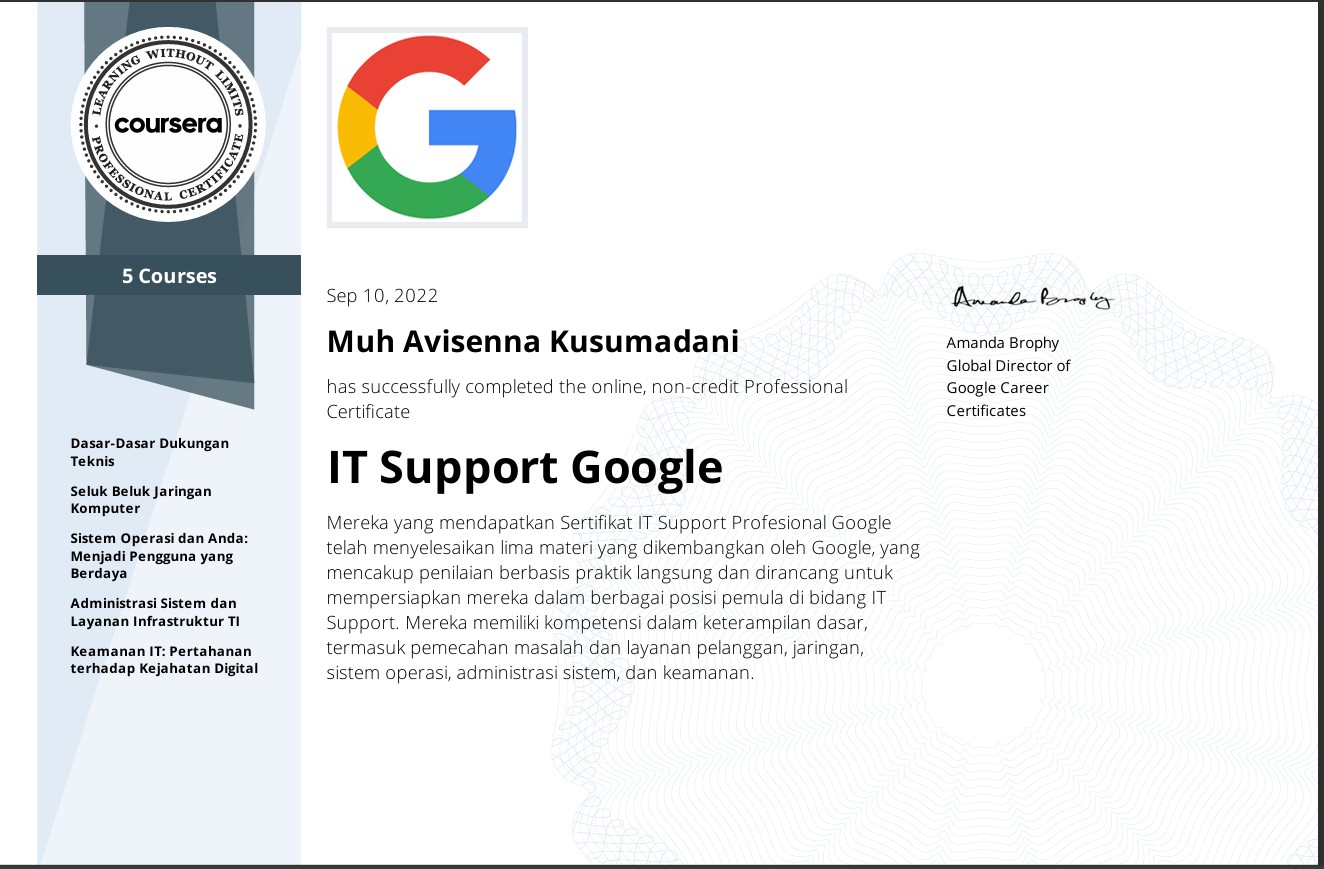 LEARNING WITHOUT LIMITS
coursera
PROFESSIONAL CERTIFICATE
5 Courses
Dasar-Dasar Dukungan
Teknis
Seluk Beluk Jaringan
Komputer
Sistem Operasi dan Anda:
Menjadi Pengguna yang
Berdaya
Administrasi Sistem dan
Layanan Infrastruktur TI
Keamanan IT: Pertahanan
terhadap Kejahatan Digital
Sep 10, 2022
Muh Avisenna Kusumadani
has successfully completed the online, non-credit Professional
Certificate
IT Support Google
Mereka yang mendapatkan Sertifikat IT Support Profesional Google
telah menyelesaikan lima materi yang dikembangkan oleh Google, yang
mencakup penilaian berbasis praktik langsung dan dirancang untuk
mempersiapkan mereka dalam berbagai posisi pemula di bidang IT
Support. Mereka memiliki kompetensi dalam keterampilan dasar,
termasuk pemecahan masalah dan layanan pelanggan, jaringan,
sistem operasi, administrasi sistem, dan keamanan.
Amanda Brophy
Amanda Brophy
Global Director of
Google Career
Certificates